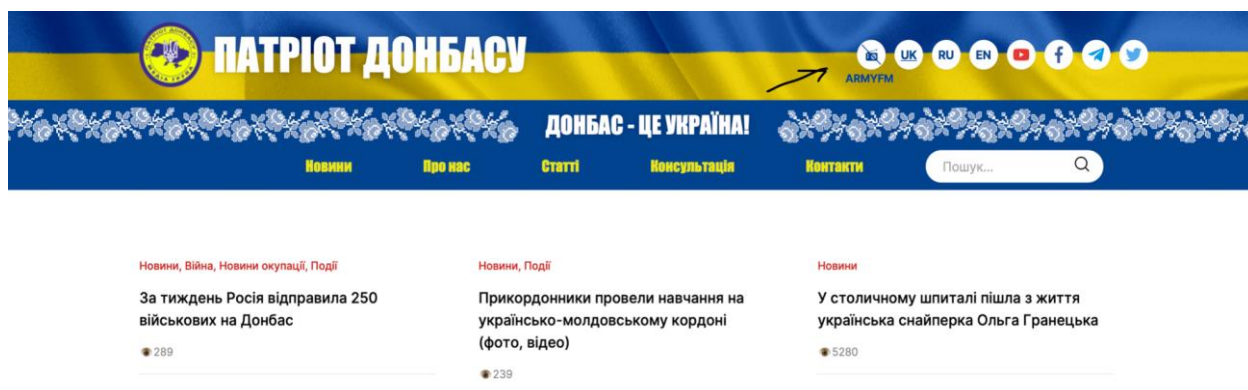 ПАТРІОТ ДОНБАСУ
UK RU EN
ARMYFM
ДОНБАС - ЦЕ УКРАЇНА!
Новини Про нас Статті Консультація Контакти Пошук...
Новини, Війна, Новини окупації, Події
За тиждень Росія відправила 250
військових на Донбас
289
Новини, Події
Прикордонники провели навчання на
українсько-молдовському кордоні
(фото, відео)
239
Новини
У столичному шпиталі пішла з життя
українська снайперка Ольга Гранецька
5280